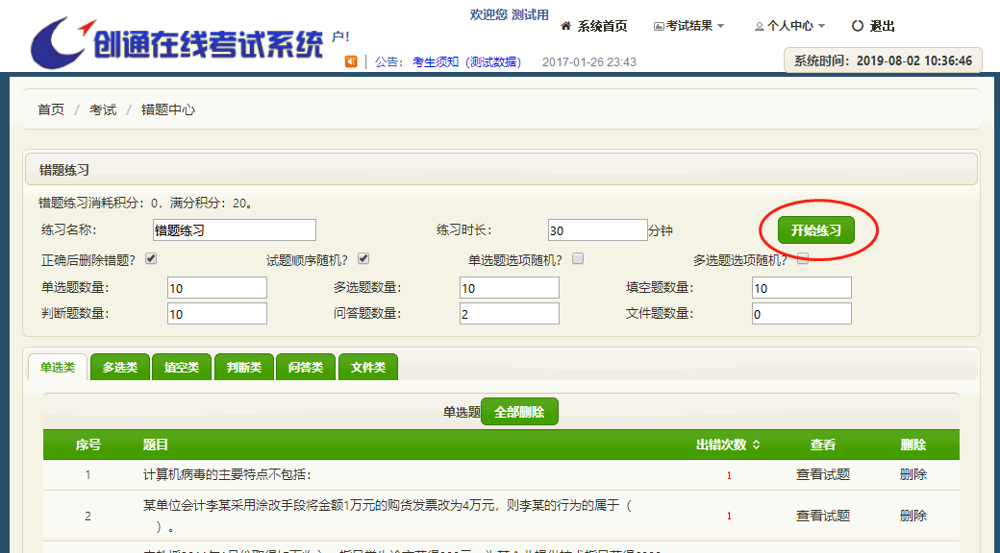 欢迎您 测试用
户!
创通在线考试系统
系统首页 考试结果 个人中心 退出
公告: 考生须知(测试数据) 2017-01-26 23:43
系统时间: 2019-08-02 10:36:46
首页 / 考试 / 错题中心
错题练习
错题练习消耗积分:0,满分积分:20。
练习名称: 错题练习 练习时长: 30 分钟 开始练习
正确后删除错题? 试题顺序随机? 单选题选项随机? 多选题选项随机?
单选题数量: 10 多选题数量: 10 填空题数量: 10
判断题数量: 10 问答题数量: 2 文件题数量: 0
单选类 多选类 填空类 判断类 问答类 文件类
单选题 全部删除
序号 题目 出错次数 查看 删除
1 计算机病毒的主要特点不包括: 1 查看试题 删除
2 某单位会计李某采用涂改手段将金额1万元的购货发票改为4万元,则李某的行为的属于( 1 查看试题 删除
)。